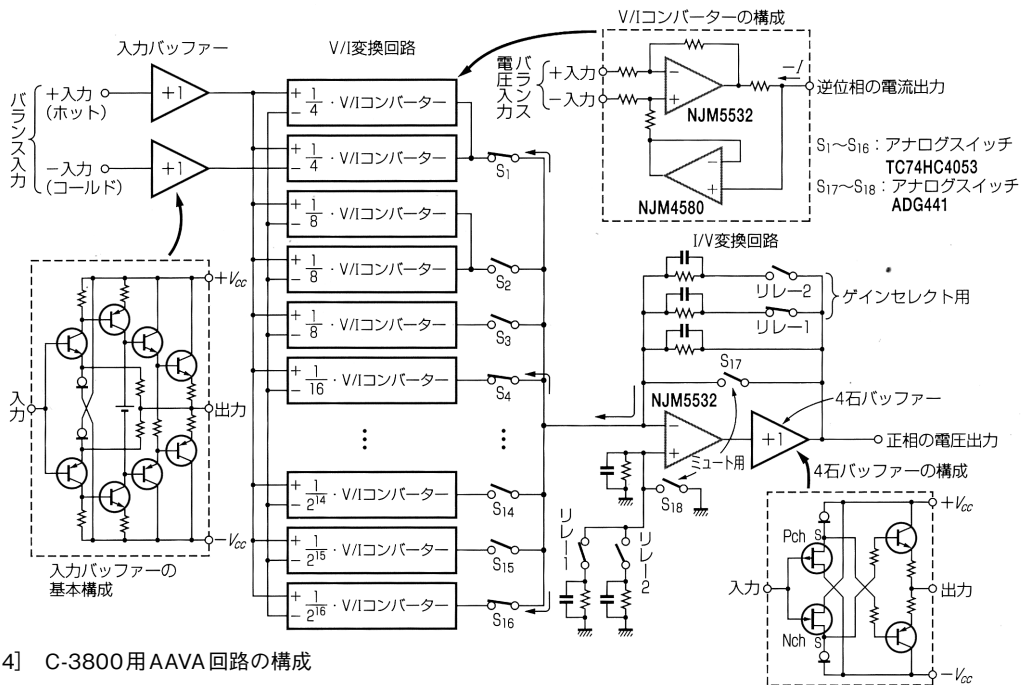 V/Iコンバーターの構成
入力バッファー
V/I変換回路
バランス入力
+入力
(ホット)
−入力
(コールド)
+1
+1
+ 1/4・V/Iコンバーター
−
+ 1/4・V/Iコンバーター
−
S1
+ 1/8・V/Iコンバーター
−
+ 1/8・V/Iコンバーター
−
S2
+ 1/8・V/Iコンバーター
−
S3
+ 1/16・V/Iコンバーター
−
S4
+ 1/2^14・V/Iコンバーター
−
S14
+ 1/2^15・V/Iコンバーター
−
S15
+ 1/2^16・V/Iコンバーター
−
S16
バランス
電圧入力
+入力
−入力
−
+
NJM5532
−I
逆位相の電流出力
−
+
NJM4580
S1〜S16:アナログスイッチ
TC74HC4053
S17〜S18:アナログスイッチ
ADG441
I/V変換回路
リレー2
リレー1
ゲインセレクト用
S17
NJM5532
−
+
+1
4石バッファー
正相の電圧出力
ミュート用
S18
リレー1
リレー2
4石バッファーの構成
+Vcc
Pch
S
入力
出力
Nch
S
−Vcc
+Vcc
入力
出力
−Vcc
入力バッファーの
基本構成
4] C-3800用AAVA回路の構成